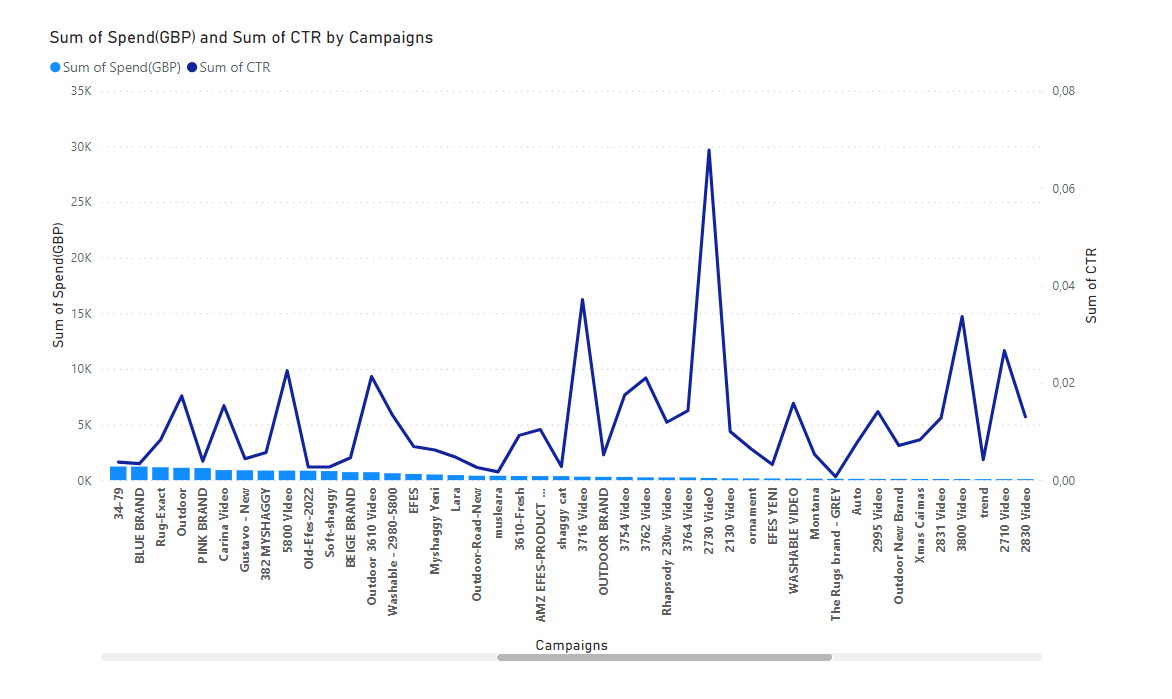 Sum of Spend(GBP) and Sum of CTR by Campaigns
Sum of Spend(GBP) Sum of CTR
35K
30K
25K
20K
15K
10K
5K
0K
Sum of Spend(GBP)
0,08
0,06
0,04
0,02
0,00
Sum of CTR
34-79
BLUE BRAND
Rug-Exact
Outdoor
PINK BRAND
Carina Video
Gustavo - New
382 MYSHAGGY
5800 VIdeo
Old-Efes-2022
Soft-shaggy
BEIGE BRAND
Outdoor 3610 Video
Washable - 2980-5800
EFES
Myshaggy Yeni
Lara
Outdoor-Road-New
musleara
3610-Fresh
AMZ EFES-PRODUCT ...
shaggy cat
3716 Video
OUTDOOR BRAND
3754 Video
3762 Video
Rhapsody 230w Video
3764 Video
2730 VideO
2130 Video
ornament
EFES YENI
WASHABLE VIDEO
Montana
The Rugs brand - GREY
Auto
2995 Video
Outdoor New Brand
Xmas Caimas
2831 Video
3800 Video
trend
2710 Video
2830 Video
Campaigns